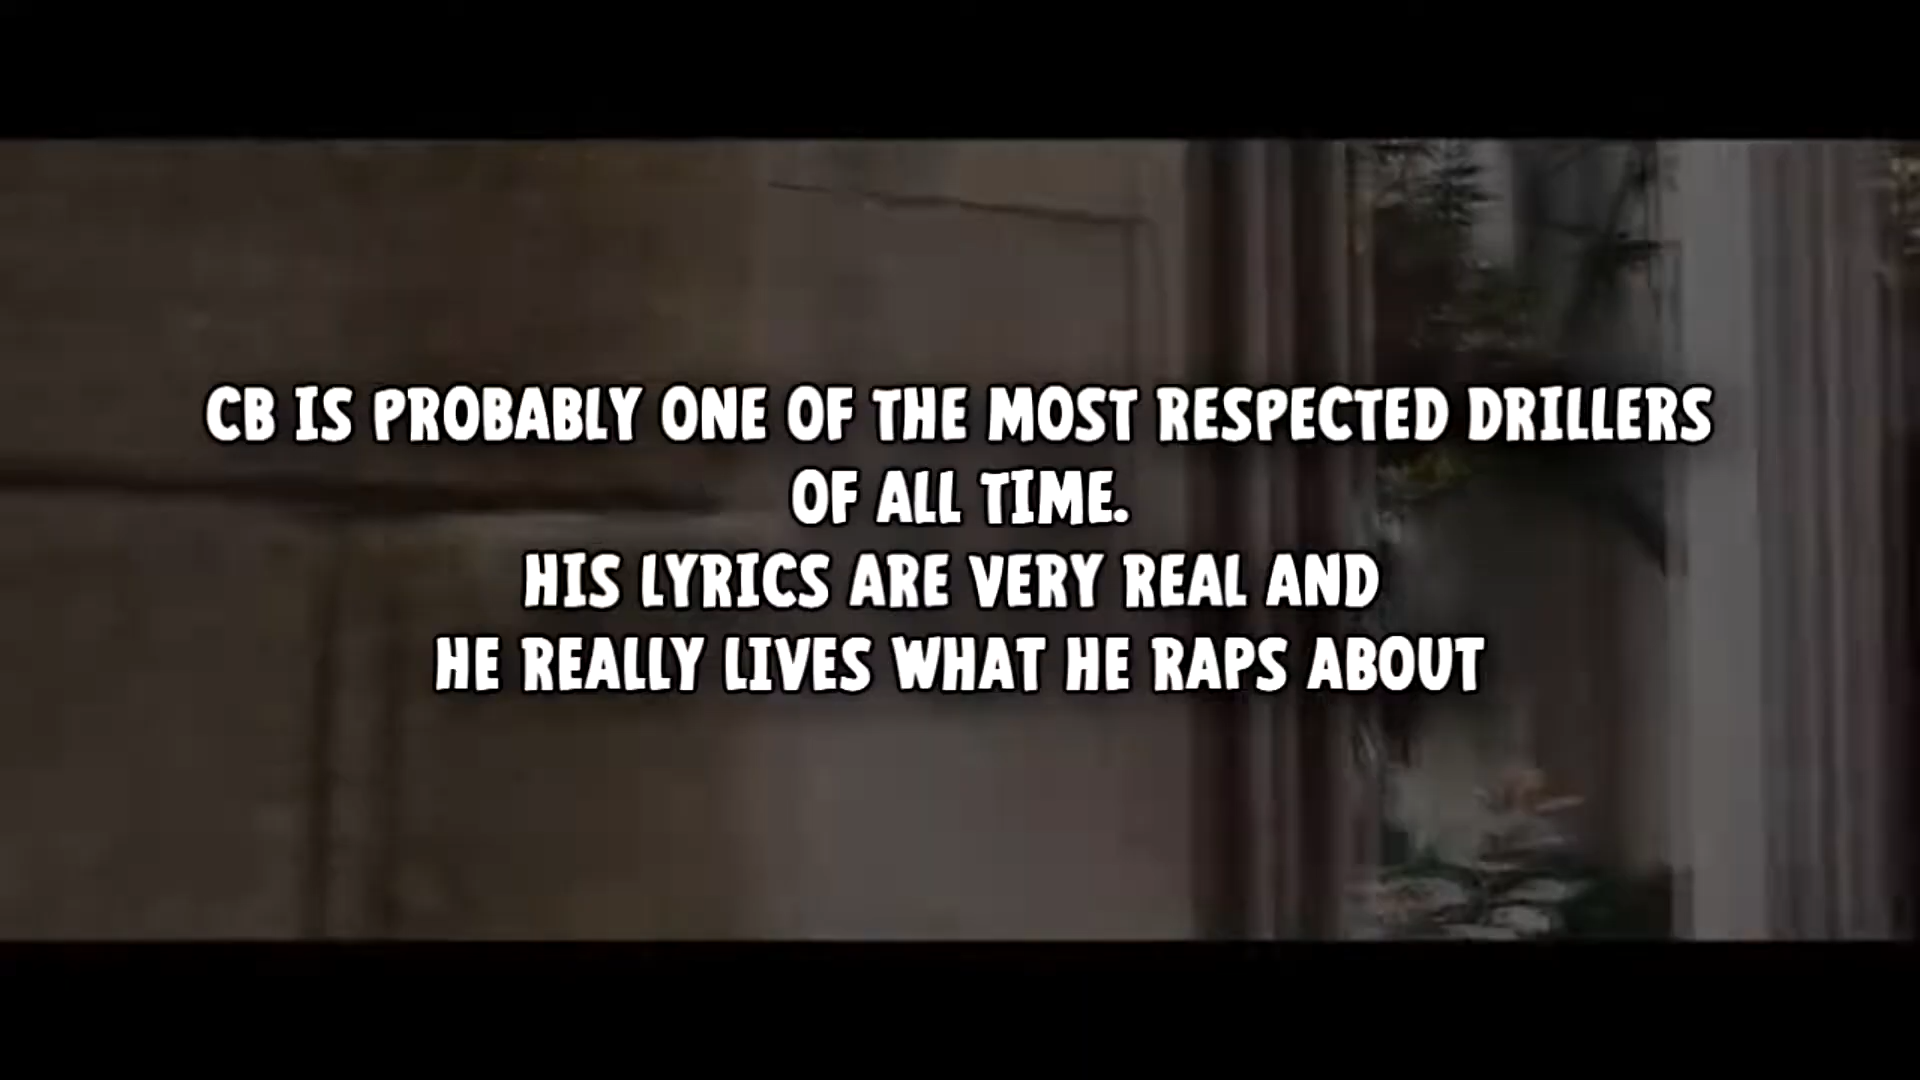 CB IS PROBABLY ONE OF THE MOST RESPECTED DRILLERS
OF ALL TIME.
HIS LYRICS ARE VERY REAL AND
HE REALLY LIVES WHAT HE RAPS ABOUT